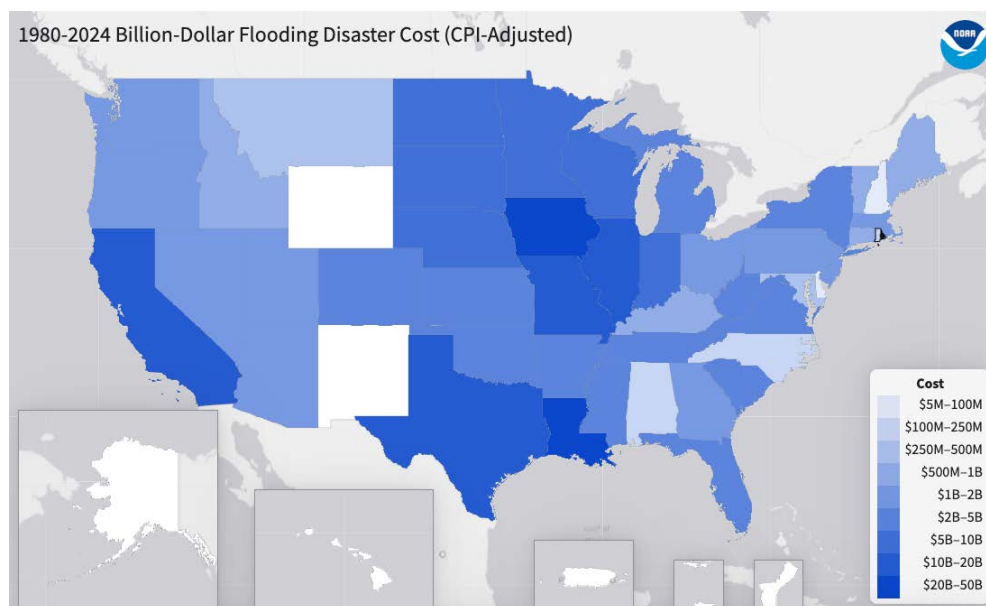 1980-2024 Billion-Dollar Flooding Disaster Cost (CPI-Adjusted)
NOAA
Cost
$5M–100M
$100M–250M
$250M–500M
$500M–1B
$1B–2B
$2B–5B
$5B–10B
$10B–20B
$20B–50B